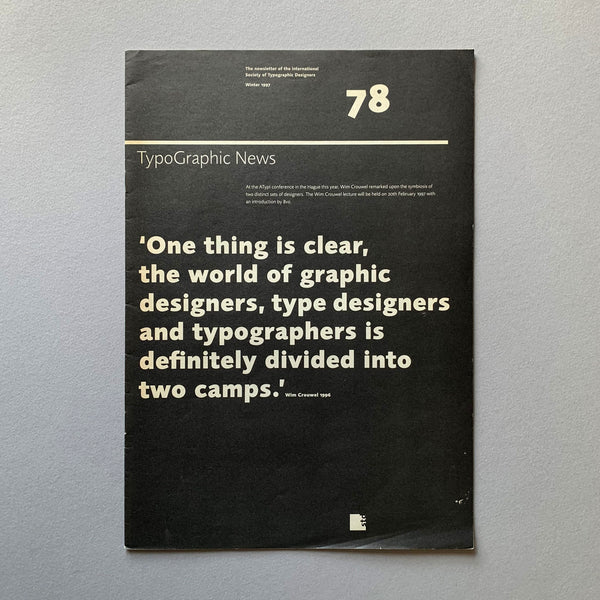 The newsletter of the International
Society of Typographic Designers
Winter 1997
78
TypoGraphic News
At the ATypI conference in the Hague this year, Wim Crouwel remarked upon the symbiosis of
two distinct sets of designers. The Wim Crouwel lecture will be held on 20th February 1997 with
an introduction by 8vo.
‘One thing is clear,
the world of graphic
designers, type designers
and typographers is
definitely divided into
two camps.’ Wim Crouwel 1996